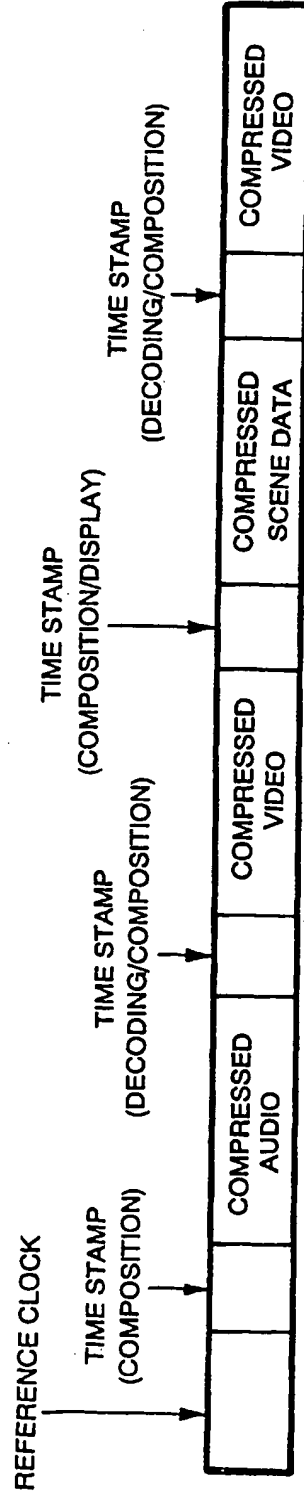 REFERENCE CLOCK
TIME STAMP
(COMPOSITION)
TIME STAMP
(DECODING/COMPOSITION)
TIME STAMP
(COMPOSITION/DISPLAY)
TIME STAMP
(DECODING/COMPOSITION)
COMPRESSED
AUDIO
COMPRESSED
VIDEO
COMPRESSED
SCENE DATA
COMPRESSED
VIDEO